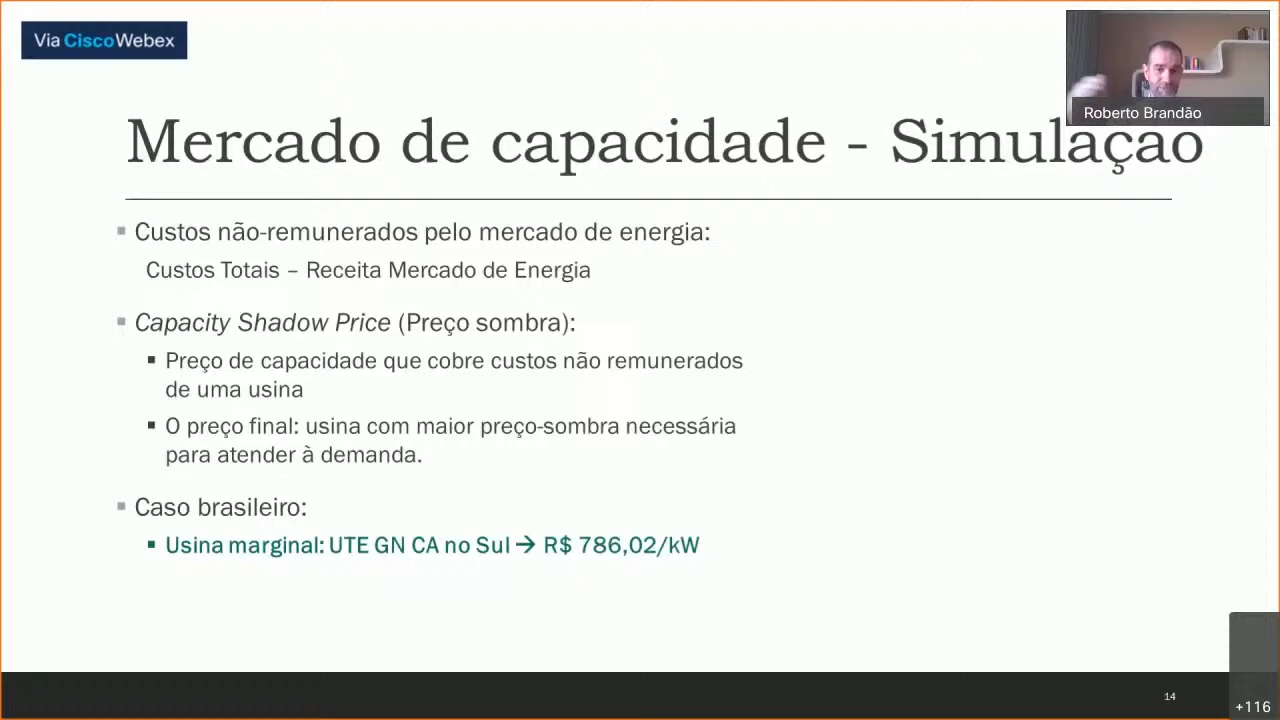 Via Cisco Webex
Roberto Brandão
Mercado de capacidade - Simulação
▪ Custos não-remunerados pelo mercado de energia:
Custos Totais – Receita Mercado de Energia
▪ Capacity Shadow Price (Preço sombra):
▪ Preço de capacidade que cobre custos não remunerados
de uma usina
▪ O preço final: usina com maior preço-sombra necessária
para atender à demanda.
▪ Caso brasileiro:
▪ Usina marginal: UTE GN CA no Sul → R$ 786,02/kW
14
+116